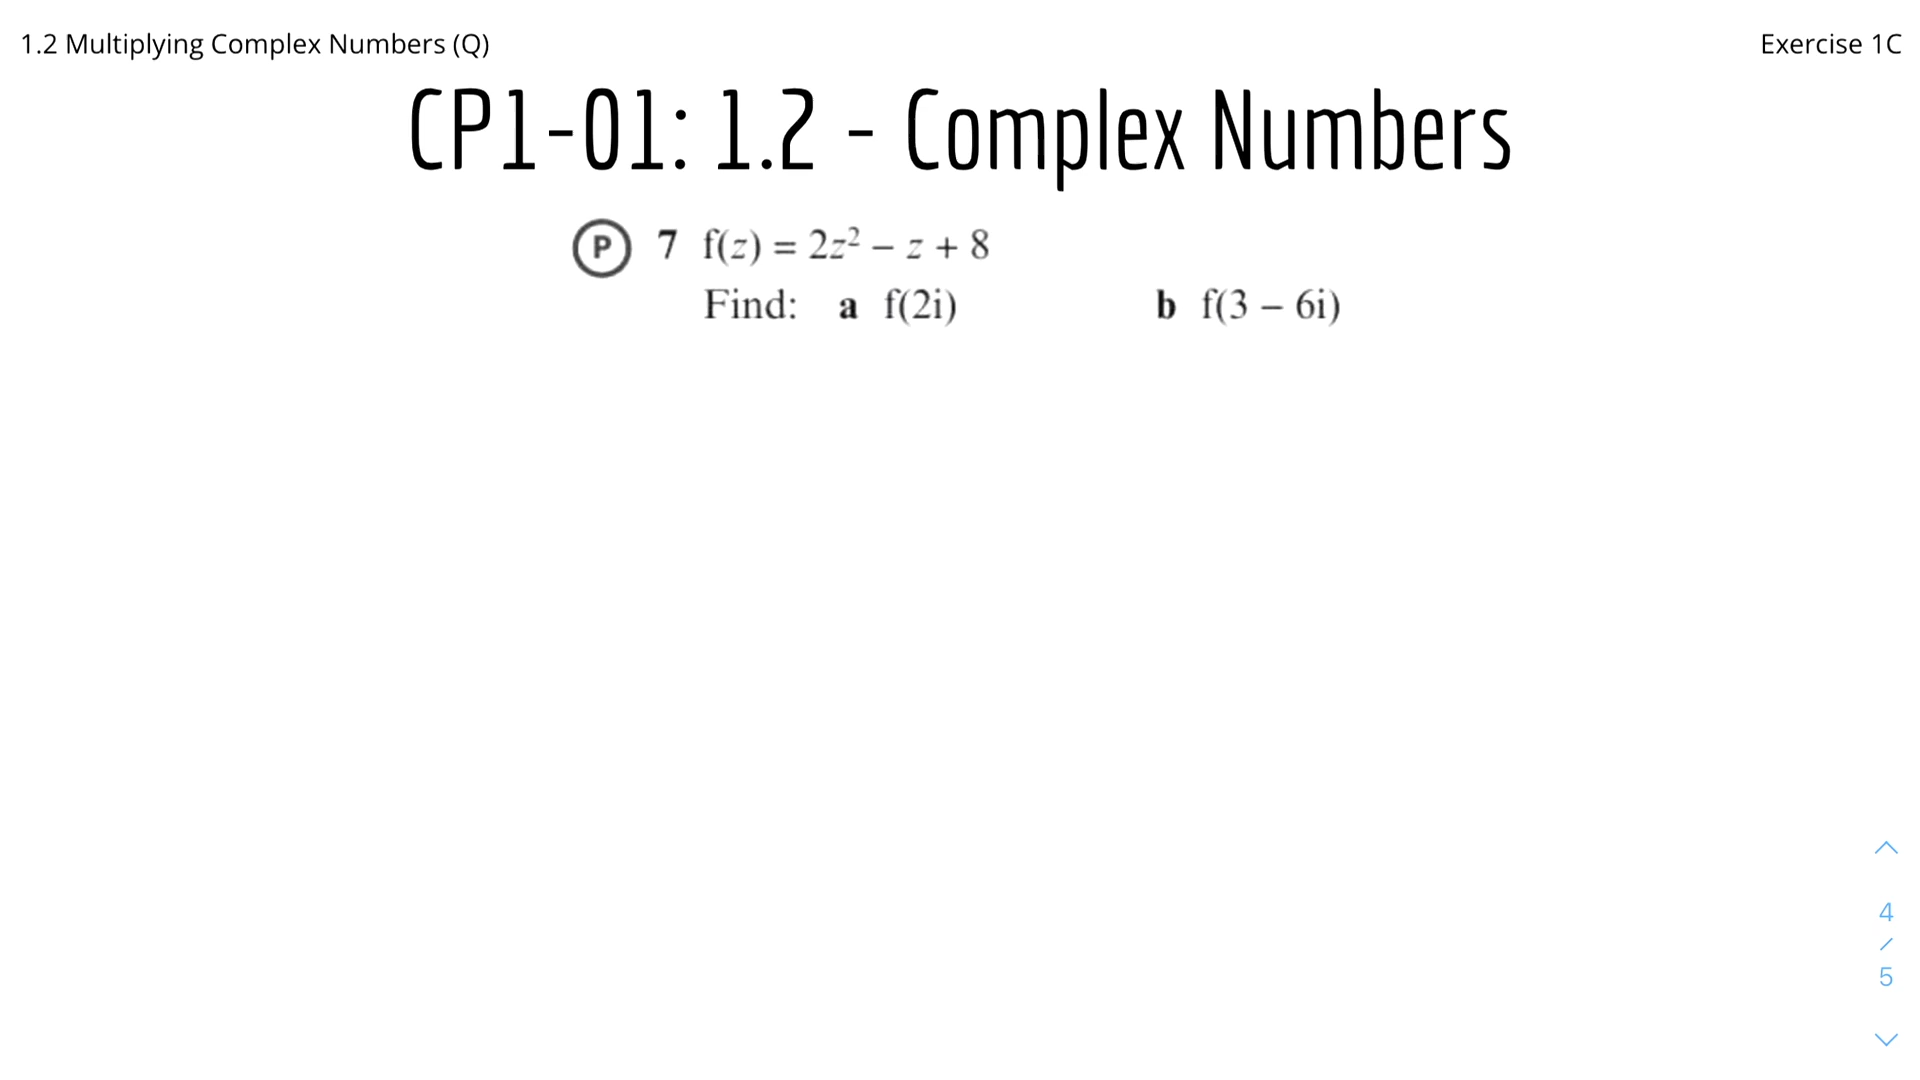 1.2 Multiplying Complex Numbers (Q)
Exercise 1C
CP1-01: 1.2 - Complex Numbers
P 7 f(z) = 2z² – z + 8
Find: a f(2i) b f(3 – 6i)
4
/
5